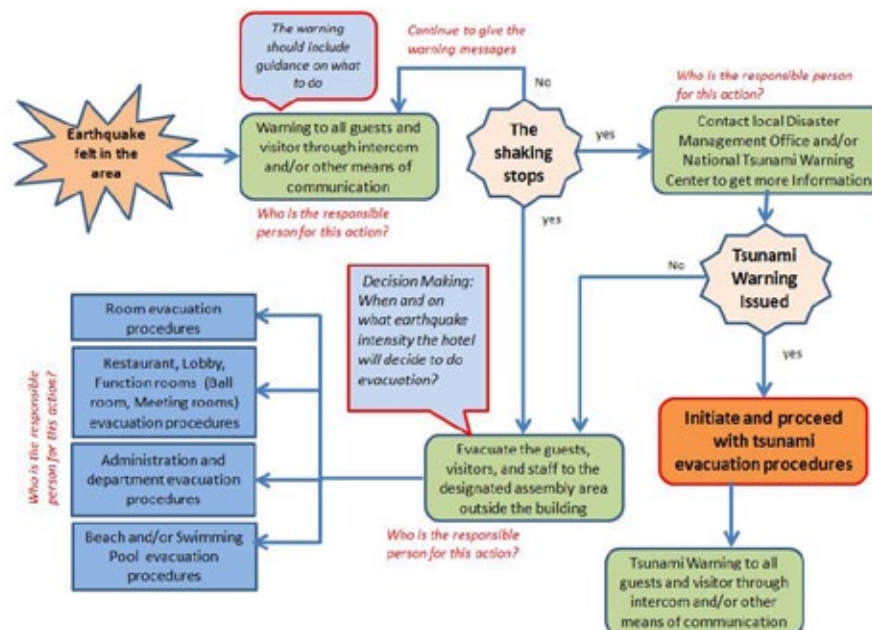 The warning
should include
guidance on what
to do
Continue to give the
warning messages
No
Who is the responsible person
for this action?
Earthquake
felt in the
area
Warning to all guests and
visitor through intercom
and/or other means of
communication
The
shaking
stops
yes
Contact local Disaster
Management Office and/or
National Tsunami Warning
Center to get more Information
Who is the responsible
person for this action?
yes
No
Tsunami
Warning
Issued
yes
Decision Making:
When and on
what earthquake
intensity the hotel
will decide to do
evacuation?
Room evacuation
procedures
Restaurant, Lobby,
Function rooms (Ball
room, Meeting rooms)
evacuation procedures
Administration and
department evacuation
procedures
Beach and/or Swimming
Pool evacuation
procedures
Who is the responsible
person for this action?
Evacuate the guests,
visitors, and staff to the
designated assembly area
outside the building
Who is the responsible
person for this action?
Initiate and proceed
with tsunami
evacuation procedures
Tsunami Warning to all
guests and visitor through
intercom and/or other
means of communication